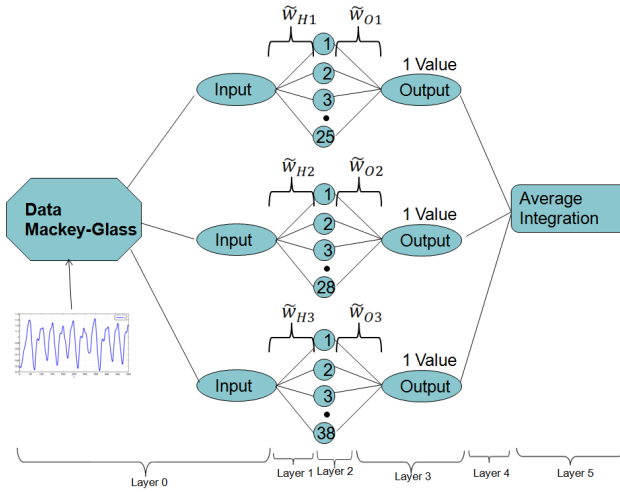 w̃H1
w̃O1
1
2
3
25
Input
1 Value
Output
w̃H2
w̃O2
1
2
3
28
Input
1 Value
Output
Data
Mackey-Glass
Average
Integration
w̃H3
w̃O3
1
2
3
38
Input
1 Value
Output
Layer 0
Layer 1
Layer 2
Layer 3
Layer 4
Layer 5